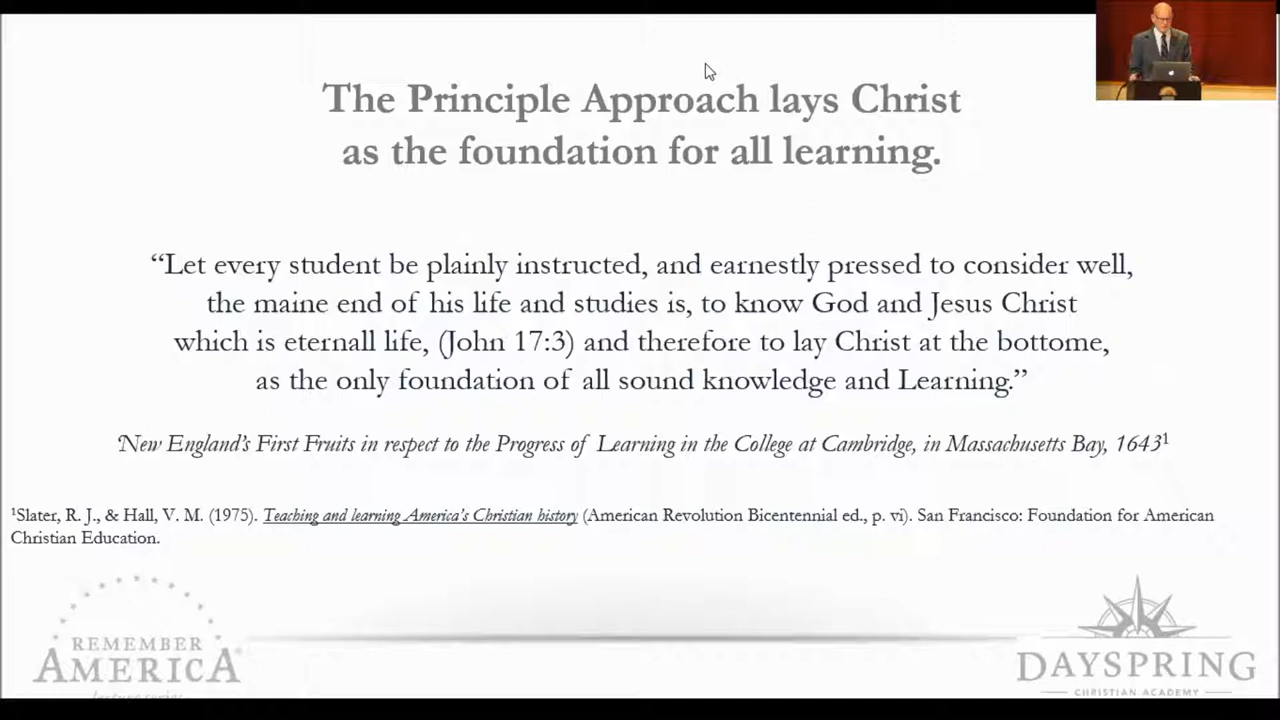 The Principle Approach lays Christ
as the foundation for all learning.
“Let every student be plainly instructed, and earnestly pressed to consider well,
the maine end of his life and studies is, to know God and Jesus Christ
which is eternall life, (John 17:3) and therefore to lay Christ at the bottome,
as the only foundation of all sound knowledge and Learning.”
New England’s First Fruits in respect to the Progress of Learning in the College at Cambridge, in Massachusetts Bay, 1643¹
¹Slater, R. J., & Hall, V. M. (1975). Teaching and learning America’s Christian history (American Revolution Bicentennial ed., p. vi). San Francisco: Foundation for American
Christian Education.
REMEMBER
AMERICA®
lecture series
DAYSPRING
CHRISTIAN ACADEMY